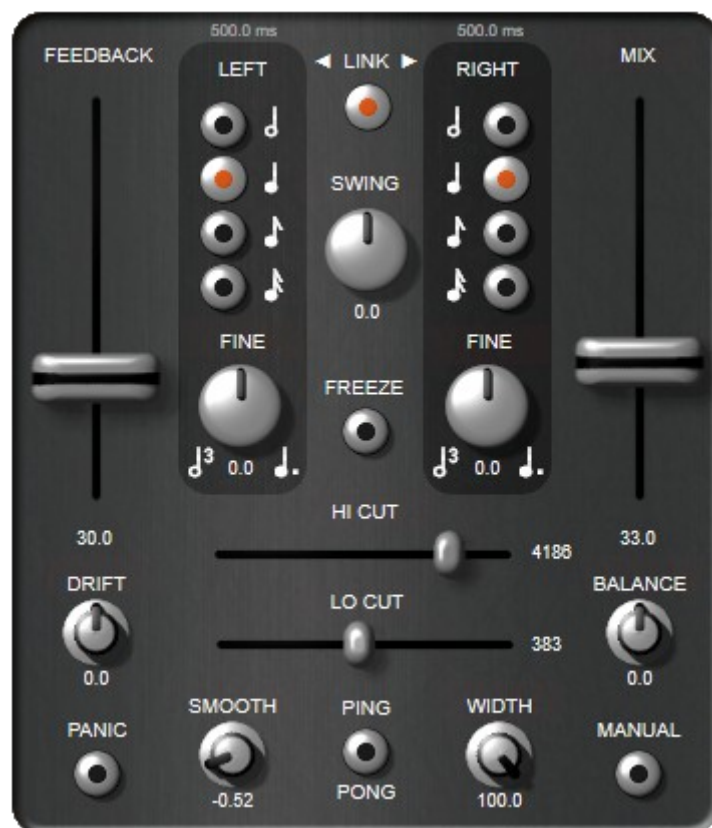 500.0 ms
500.0 ms
FEEDBACK
LEFT
LINK
RIGHT
MIX
SWING
0.0
FINE
FINE
FREEZE
3
0.0
3
0.0
HI CUT
30.0
4186
33.0
DRIFT
LO CUT
BALANCE
383
0.0
0.0
SMOOTH
PING
WIDTH
PANIC
MANUAL
-0.52
PONG
100.0